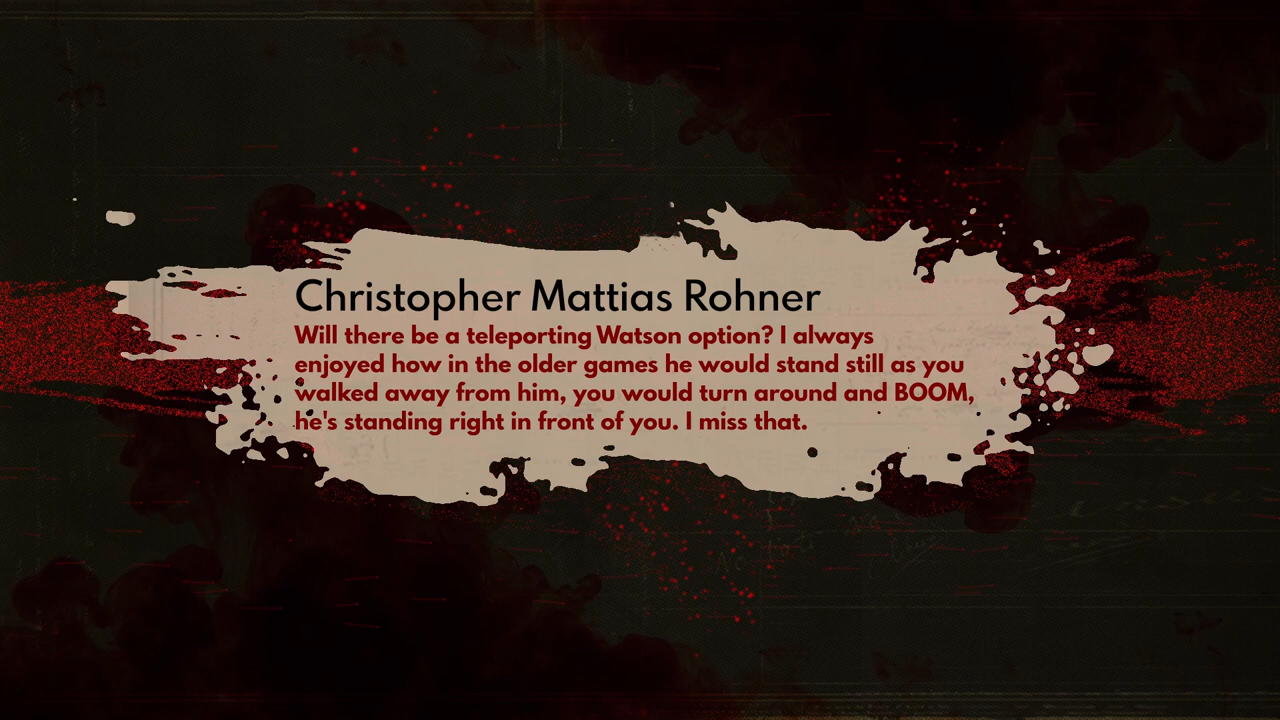 Christopher Mattias Rohner
Will there be a teleporting Watson option? I always
enjoyed how in the older games he would stand still as you
walked away from him, you would turn around and BOOM,
he's standing right in front of you. I miss that.